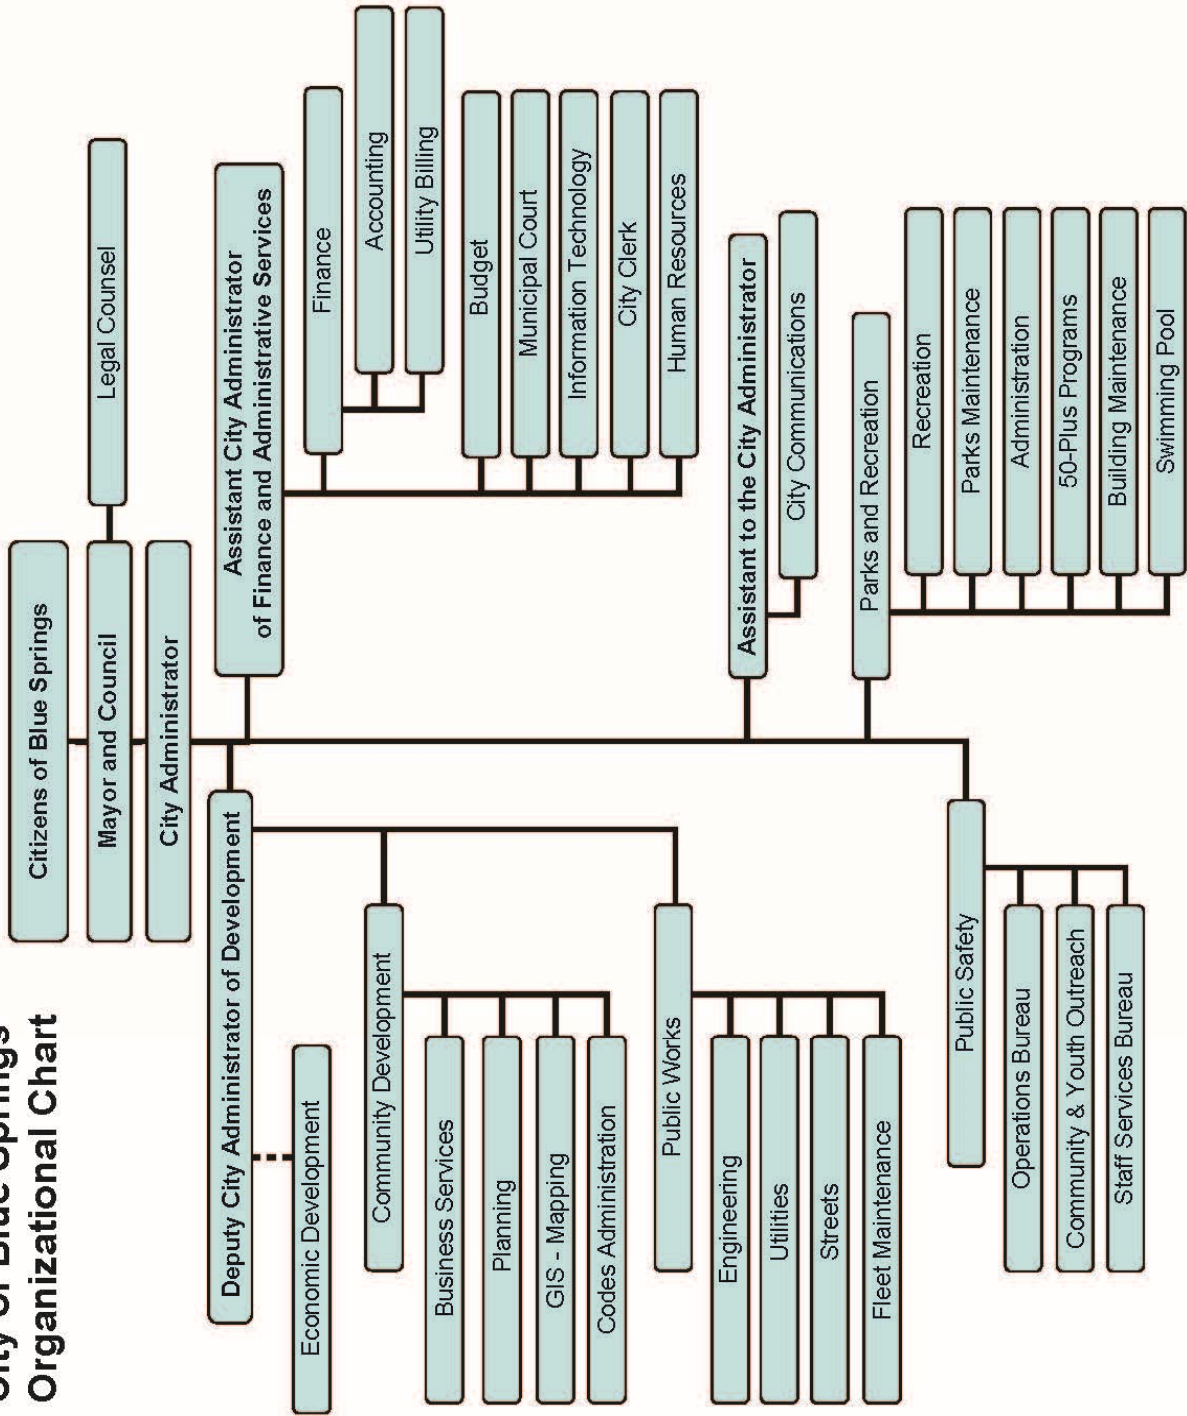 City of Blue Springs
Organizational Chart
Citizens of Blue Springs
Mayor and Council
Legal Counsel
City Administrator
Deputy City Administrator of Development
Economic Development
Community Development
Business Services
Planning
GIS - Mapping
Codes Administration
Public Works
Engineering
Utilities
Streets
Fleet Maintenance
Assistant City Administrator
of Finance and Administrative Services
Finance
Accounting
Utility Billing
Budget
Municipal Court
Information Technology
City Clerk
Human Resources
Assistant to the City Administrator
City Communications
Parks and Recreation
Recreation
Parks Maintenance
Administration
50-Plus Programs
Building Maintenance
Swimming Pool
Public Safety
Operations Bureau
Community & Youth Outreach
Staff Services Bureau